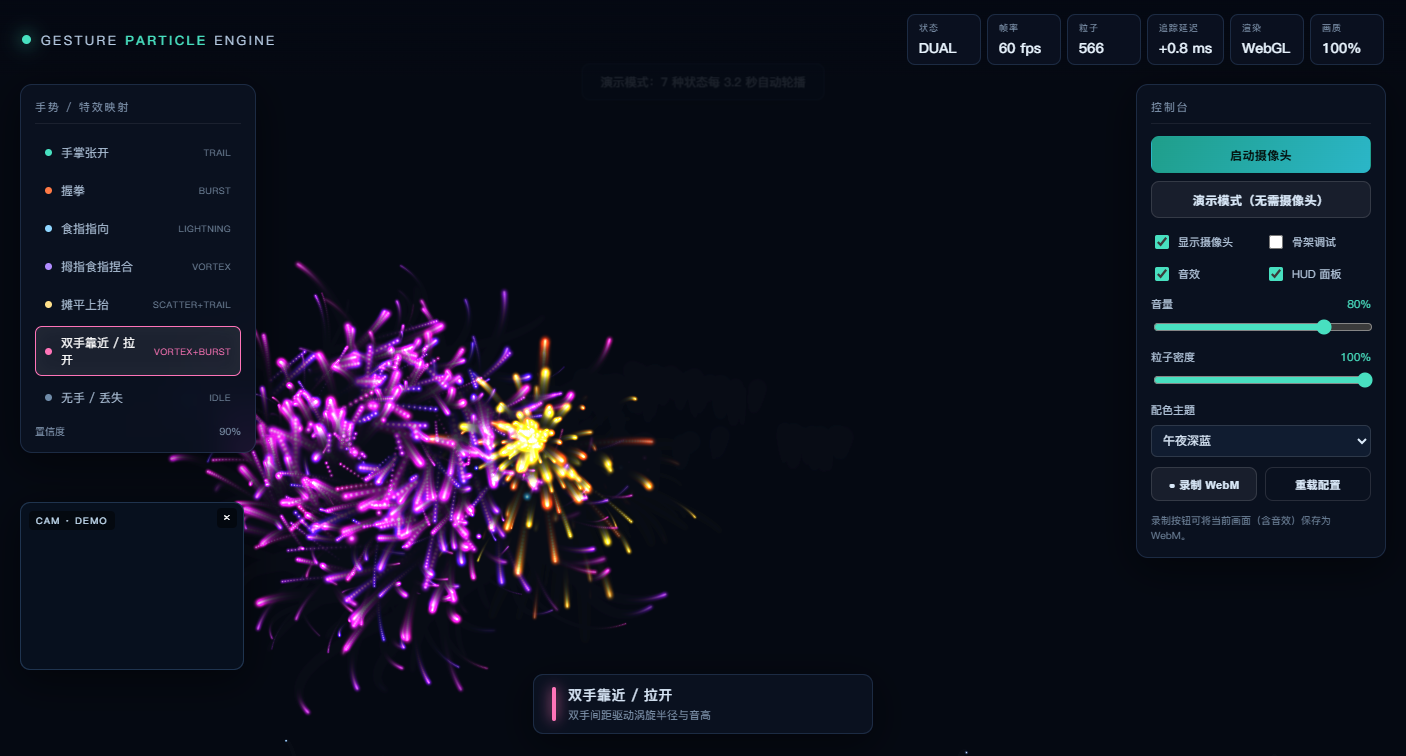 GESTURE PARTICLE ENGINE
状态
DUAL
帧率
60 fps
粒子
566
追踪延迟
+0.8 ms
渲染
WebGL
画质
100%
演示模式：7 种状态每 3.2 秒自动轮播
手势 / 特效映射
手掌张开 TRAIL
握拳 BURST
食指指向 LIGHTNING
拇指食指捏合 VORTEX
摊平上抬 SCATTER+TRAIL
双手靠近 / 拉
开
VORTEX+BURST
无手 / 丢失 IDLE
置信度 90%
CAM · DEMO ×
双手靠近 / 拉开
双手间距驱动涡旋半径与音高
控制台
启动摄像头
演示模式（无需摄像头）
显示摄像头 骨架调试
音效 HUD 面板
音量 80%
粒子密度 100%
配色主题
午夜深蓝
● 录制 WebM 重载配置
录制按钮可将当前画面（含音效）保存为
WebM。